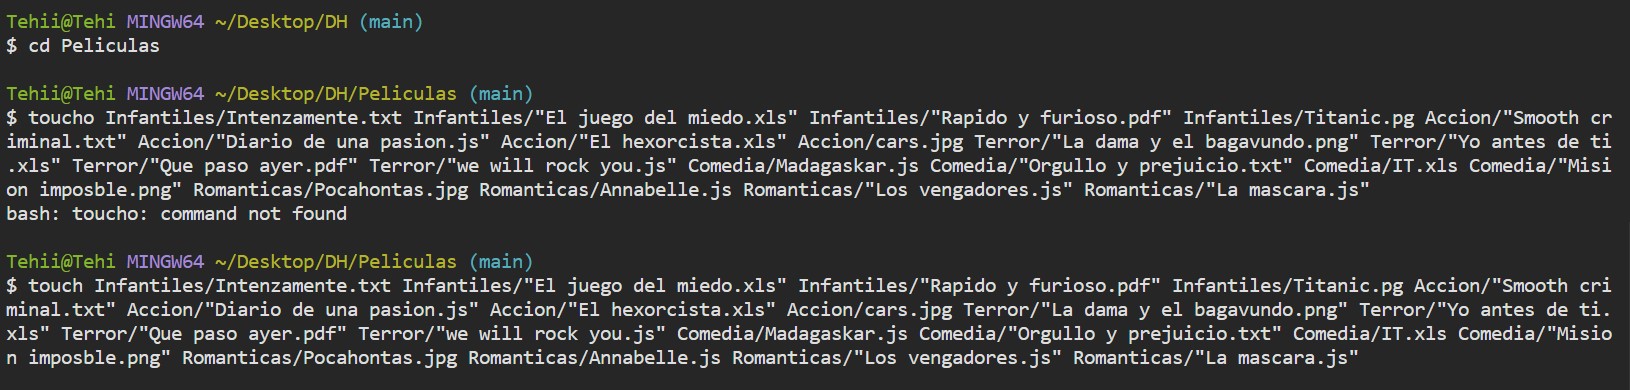 Tehii@Tehi MINGW64 ~/Desktop/DH (main)
$ cd Peliculas
Tehii@Tehi MINGW64 ~/Desktop/DH/Peliculas (main)
$ toucho Infantiles/Intenzamente.txt Infantiles/"El juego del miedo.xls" Infantiles/"Rapido y furioso.pdf" Infantiles/Titanic.pg Accion/"Smooth cr
iminal.txt" Accion/"Diario de una pasion.js" Accion/"El hexorcista.xls" Accion/cars.jpg Terror/"La dama y el bagavundo.png" Terror/"Yo antes de ti
.xls" Terror/"Que paso ayer.pdf" Terror/"we will rock you.js" Comedia/Madagaskar.js Comedia/"Orgullo y prejuicio.txt" Comedia/IT.xls Comedia/"Misi
on imposble.png" Romanticas/Pocahontas.jpg Romanticas/Annabelle.js Romanticas/"Los vengadores.js" Romanticas/"La mascara.js"
bash: toucho: command not found
Tehii@Tehi MINGW64 ~/Desktop/DH/Peliculas (main)
$ touch Infantiles/Intenzamente.txt Infantiles/"El juego del miedo.xls" Infantiles/"Rapido y furioso.pdf" Infantiles/Titanic.pg Accion/"Smooth cri
minal.txt" Accion/"Diario de una pasion.js" Accion/"El hexorcista.xls" Accion/cars.jpg Terror/"La dama y el bagavundo.png" Terror/"Yo antes de ti.
xls" Terror/"Que paso ayer.pdf" Terror/"we will rock you.js" Comedia/Madagaskar.js Comedia/"Orgullo y prejuicio.txt" Comedia/IT.xls Comedia/"Misio
n imposble.png" Romanticas/Pocahontas.jpg Romanticas/Annabelle.js Romanticas/"Los vengadores.js" Romanticas/"La mascara.js"